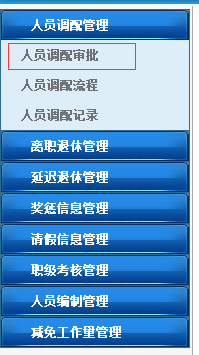 人员调配管理
人员调配审批
人员调配流程
人员调配记录
离职退休管理
延迟退休管理
奖惩信息管理
请假信息管理
职级考核管理
人员编制管理
减免工作量管理